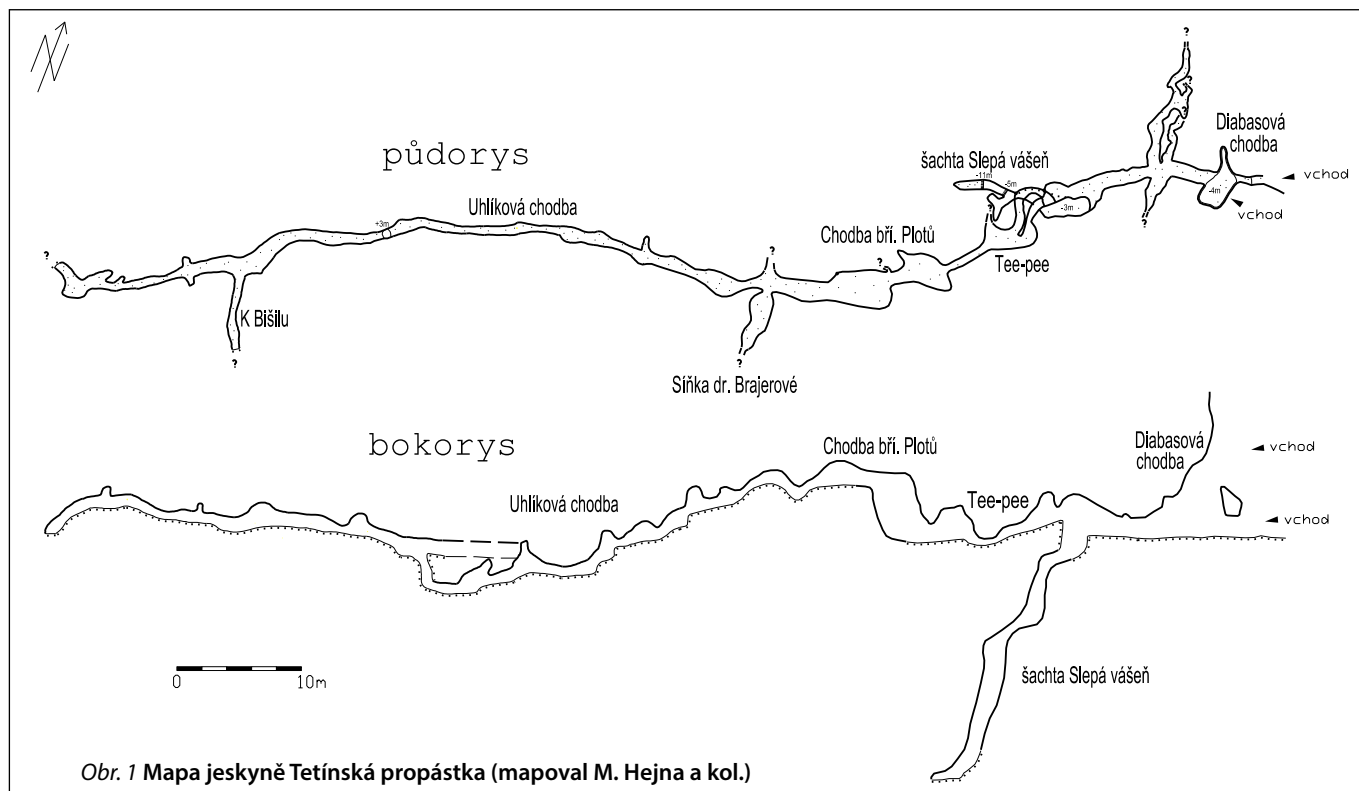 ?
Diabasová
chodba
půdorys
šachta Slepá vášeň
-11m
-5m
vchod
-4m
-3m
vchod
?
Uhlíková chodba
+3m
Chodba bří. Plotů
?
?
?
?
?
Tee-pee
K Bišilu
?
?
Síňka dr. Brajerové
bokorys
Chodba bří. Plotů
Diabasová
chodba
vchod
Uhlíková chodba
Tee-pee
vchod
0 10m
šachta Slepá vášeň
Obr. 1 Mapa jeskyně Tetínská propástka (mapoval M. Hejna a kol.)